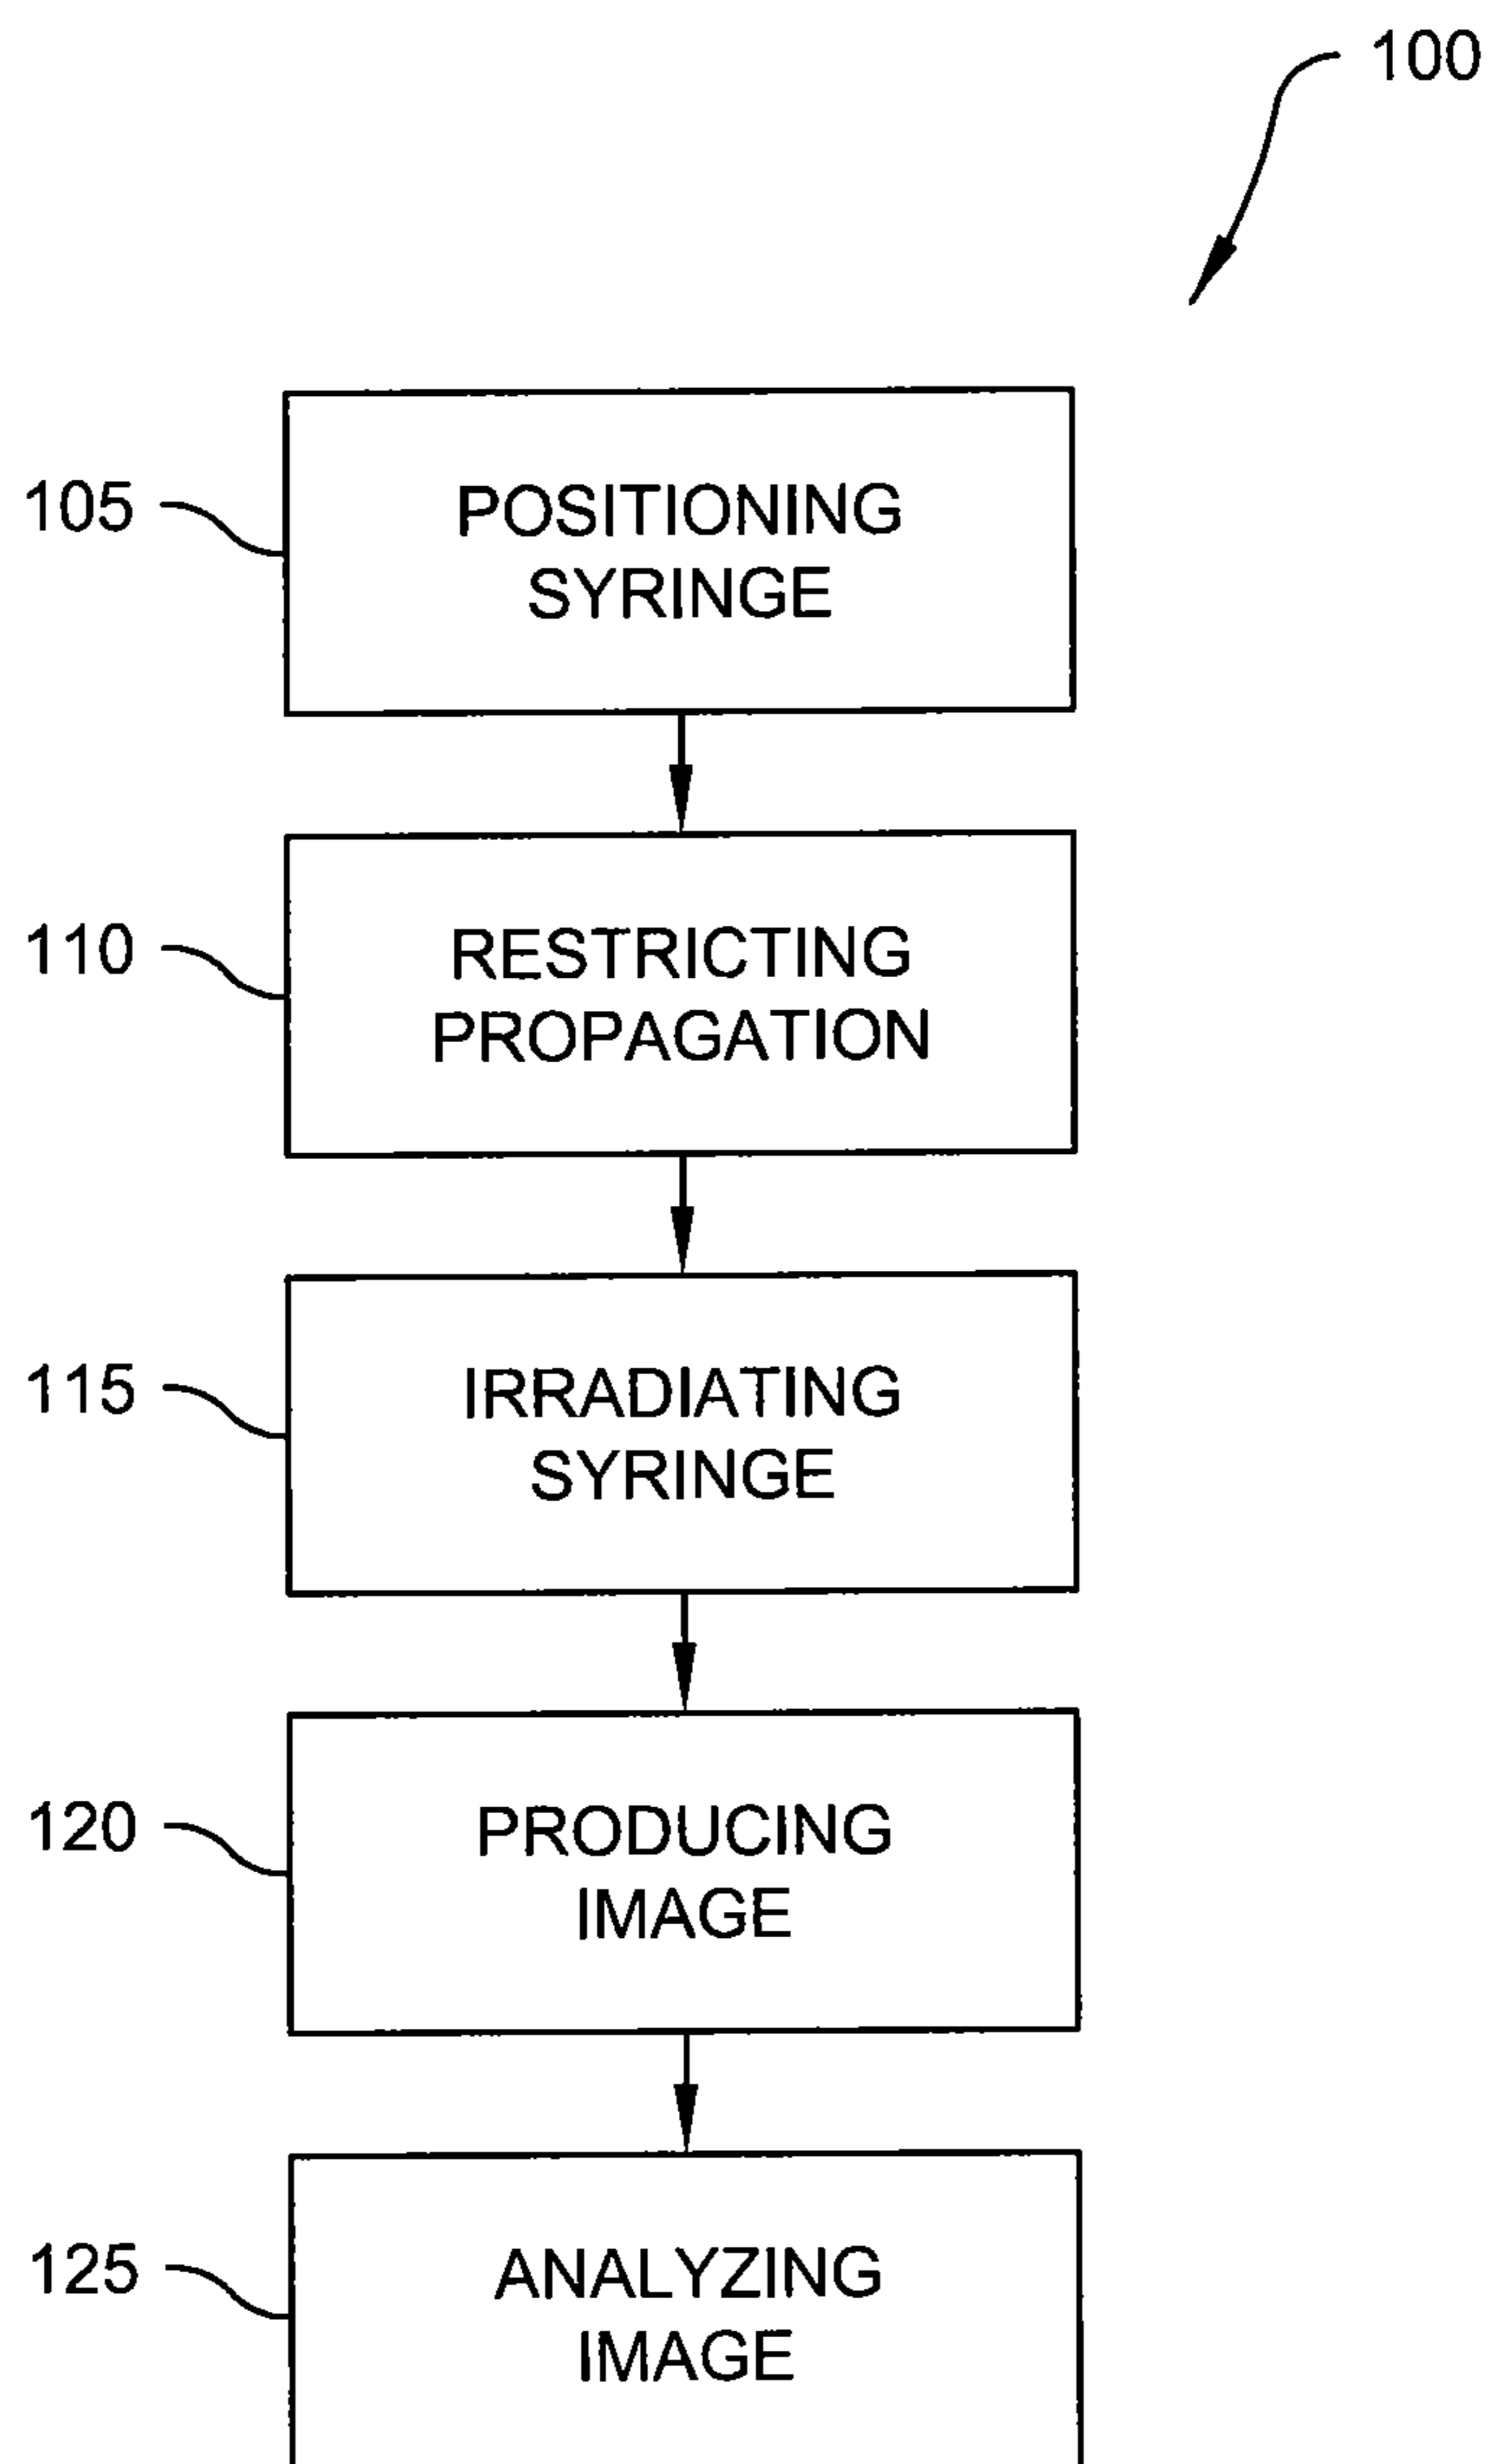 100
105
POSITIONING
SYRINGE
110
RESTRICTING
PROPAGATION
115
IRRADIATING
SYRINGE
120
PRODUCING
IMAGE
125
ANALYZING
IMAGE